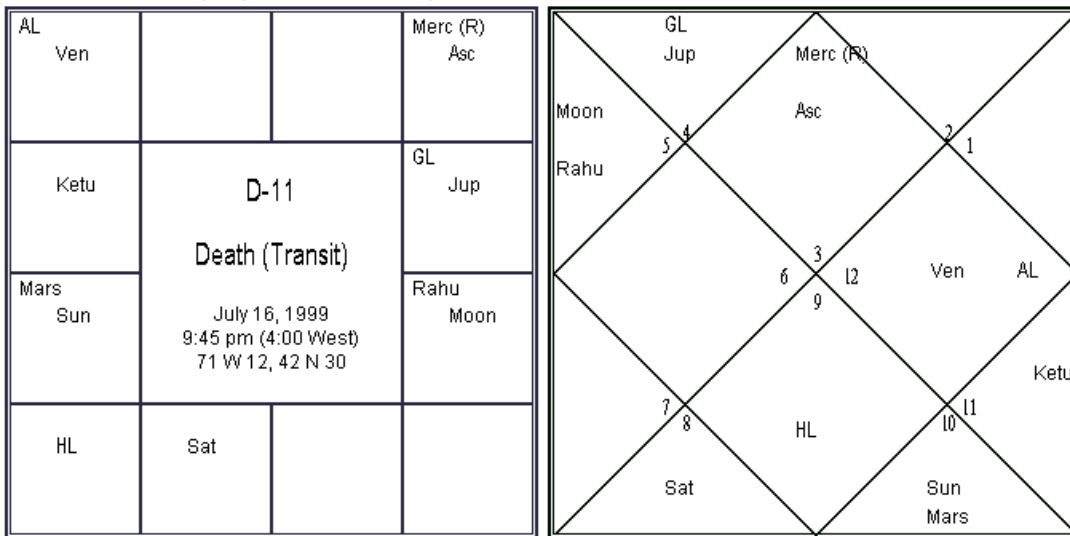 AL
Ven
Merc (R)
Asc
Ketu
D-11
Death (Transit)
July 16, 1999
9:45 pm (4:00 West)
71 W 12, 42 N 30
GL
Jup
Mars
Sun
Rahu
Moon
HL
Sat
GL
Jup
Merc (R)
Asc
Moon
Rahu
4
5
2
1
3
6
12
9
Ven
AL
Ketu
7
8
11
10
HL
Sat
Sun
Mars